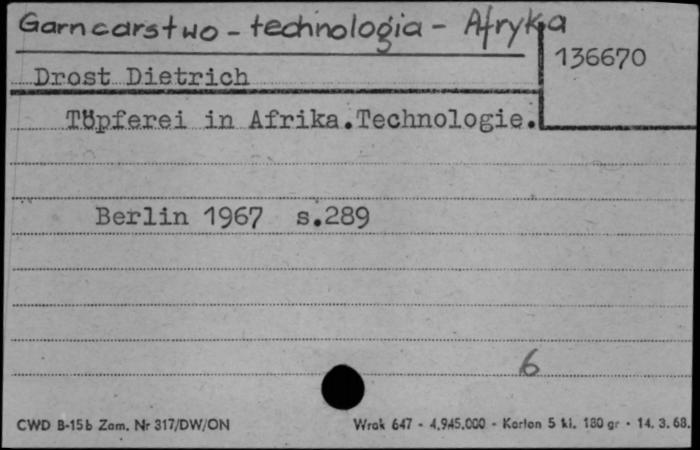 Garncarstwo - technologia - Afryka
136670
Drost Dietrich
Töpferei in Afrika.Technologie.
Berlin 1967 s.289
6
CWD B-15b Zam. Nr 317/DW/ON
Wrak 647 - 4.945.000 - Karton 5 kl. 180 gr - 14. 3. 68.